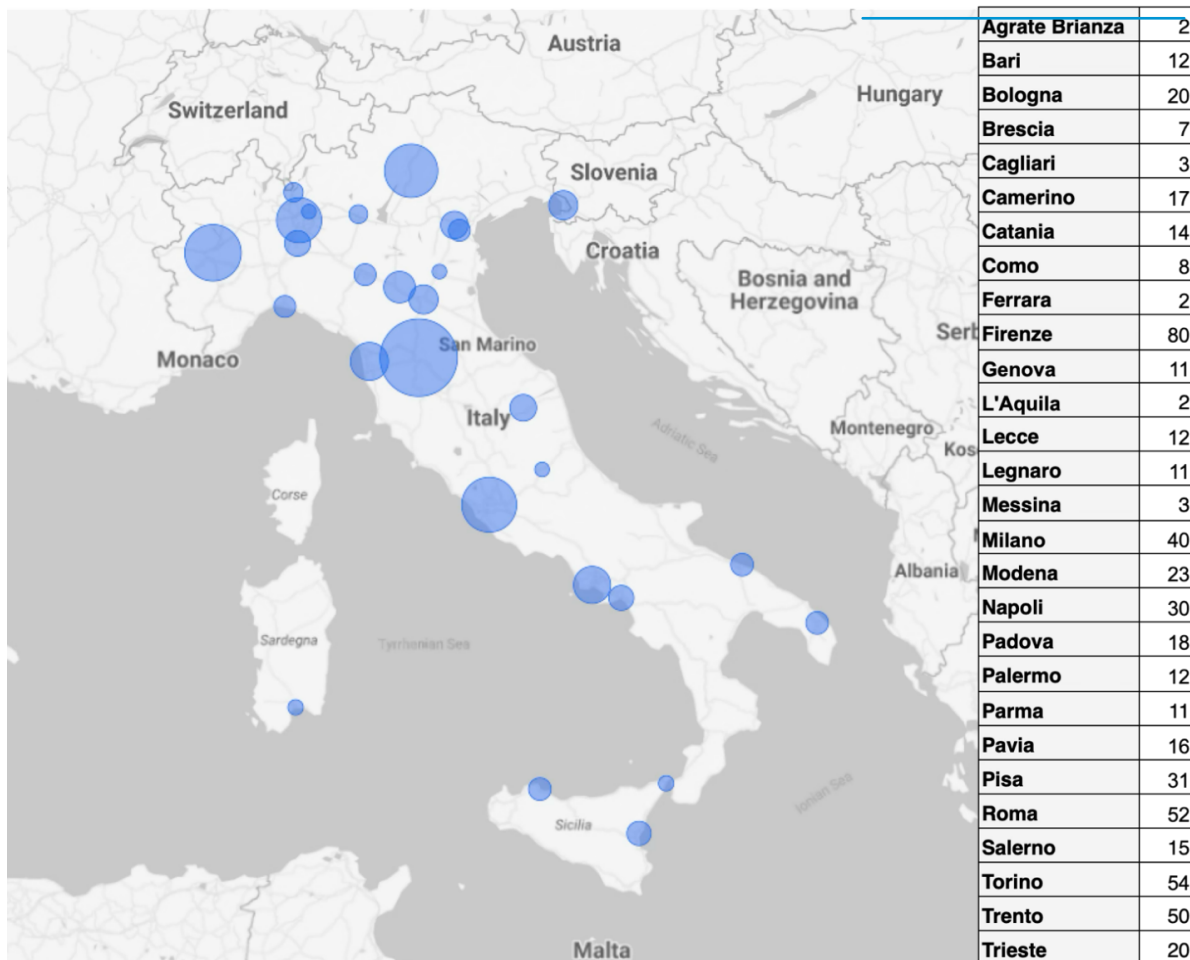 Austria
Hungary
Switzerland
Slovenia
Croatia
Bosnia and
Herzegovina
San Marino
Monaco
Italy
Montenegro
Adriatic Sea
Corse
Albania
Sardegna
Tyrrhenian Sea
Ionian Sea
Sicilia
Malta
Agrate Brianza 2
Bari 12
Bologna 20
Brescia 7
Cagliari 3
Camerino 17
Catania 14
Como 8
Ferrara 2
Firenze 80
Genova 11
L'Aquila 2
Lecce 12
Legnaro 11
Messina 3
Milano 40
Modena 23
Napoli 30
Padova 18
Palermo 12
Parma 11
Pavia 16
Pisa 31
Roma 52
Salerno 15
Torino 54
Trento 50
Trieste 20